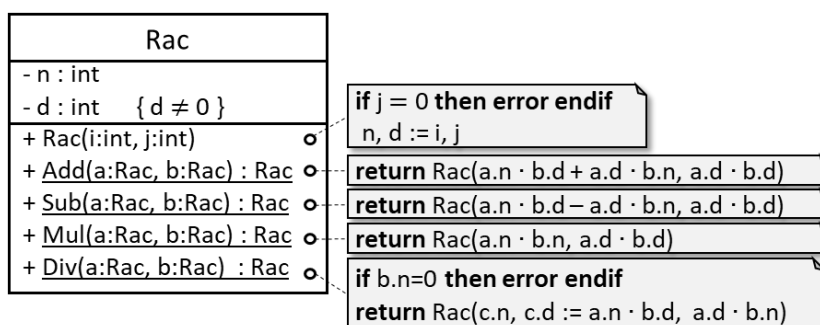 Rac
- n : int
- d : int { d ≠ 0 }
+ Rac(i:int, j:int)
if j = 0 then error endif
n, d := i, j
+ Add(a:Rac, b:Rac) : Rac
return Rac(a.n · b.d + a.d · b.n, a.d · b.d)
+ Sub(a:Rac, b:Rac) : Rac
return Rac(a.n · b.d – a.d · b.n, a.d · b.d)
+ Mul(a:Rac, b:Rac) : Rac
return Rac(a.n · b.n, a.d · b.d)
+ Div(a:Rac, b:Rac) : Rac
if b.n=0 then error endif
return Rac(c.n, c.d := a.n · b.d, a.d · b.n)